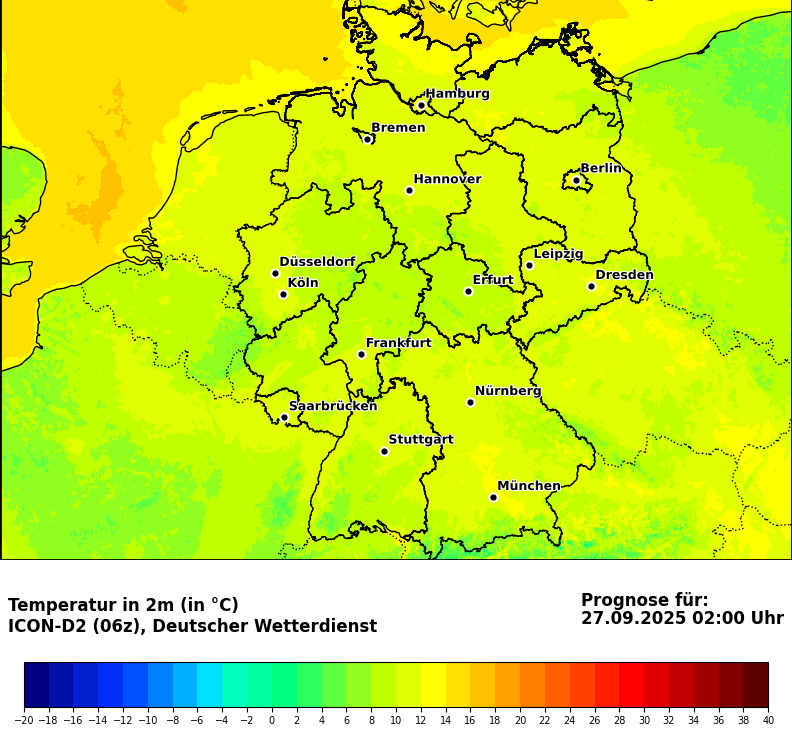 Hamburg
Bremen
Berlin
Hannover
Leipzig
Düsseldorf
Dresden
Köln
Erfurt
Frankfurt
Nürnberg
Saarbrücken
Stuttgart
München
Temperatur in 2m (in °C)
ICON-D2 (06z), Deutscher Wetterdienst
Prognose für:
27.09.2025 02:00 Uhr
−20 −18 −16 −14 −12 −10 −8 −6 −4 −2 0 2 4 6 8 10 12 14 16 18 20 22 24 26 28 30 32 34 36 38 40